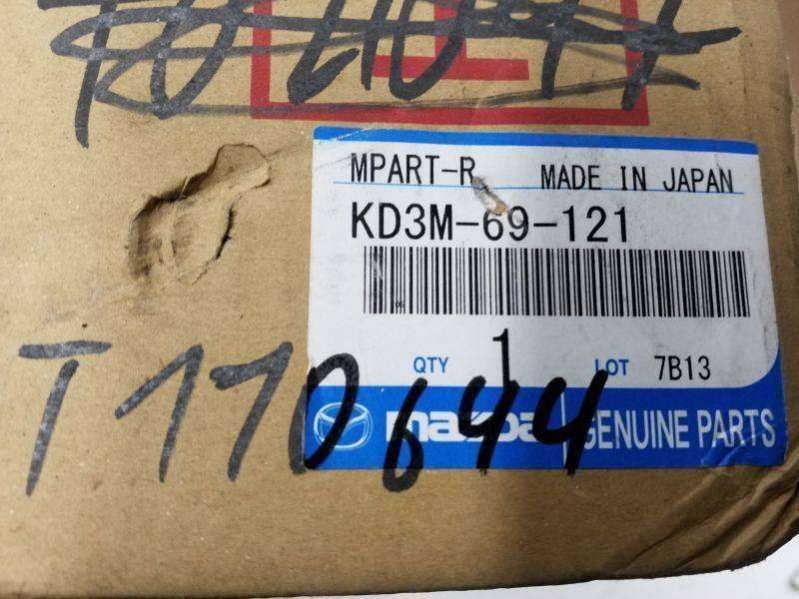 MPART-R MADE IN JAPAN
KD3M-69-121
QTY 1 LOT 7B13
mazda GENUINE PARTS
T110644